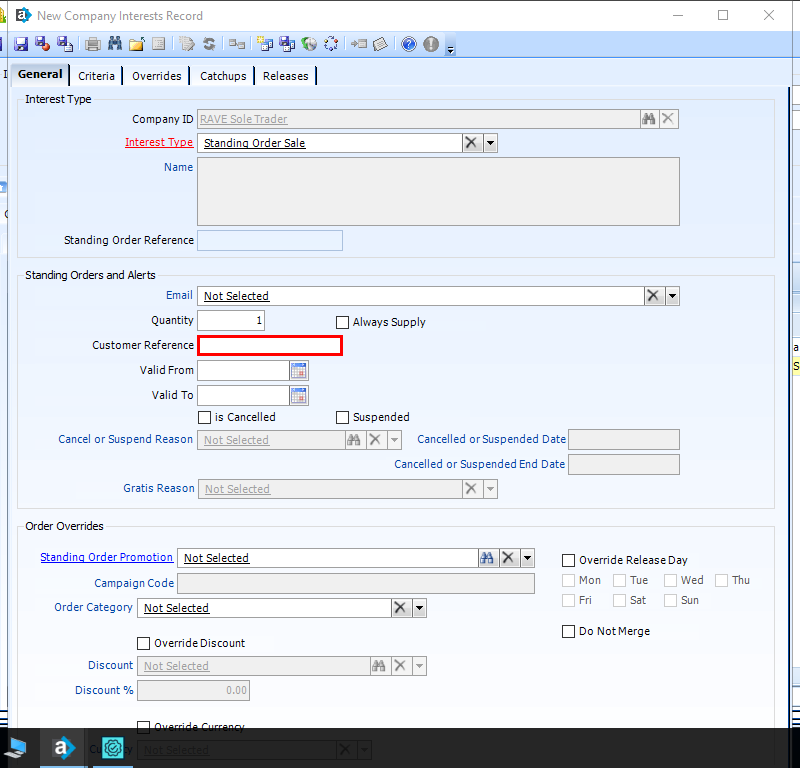 New Company Interests Record
General Criteria Overrides Catchups Releases
Interest Type
Company ID RAVE Sole Trader
Interest Type Standing Order Sale
Name
Standing Order Reference
Standing Orders and Alerts
Email Not Selected
Quantity 1 Always Supply
Customer Reference
Valid From
Valid To
is Cancelled Suspended
Cancel or Suspend Reason Not Selected Cancelled or Suspended Date
Cancelled or Suspended End Date
Gratis Reason Not Selected
Order Overrides
Standing Order Promotion Not Selected Override Release Day
Campaign Code Mon Tue Wed Thu
Order Category Not Selected Fri Sat Sun
Do Not Merge
Override Discount
Discount Not Selected
Discount % 0.00
Override Currency
Currency Not Selected